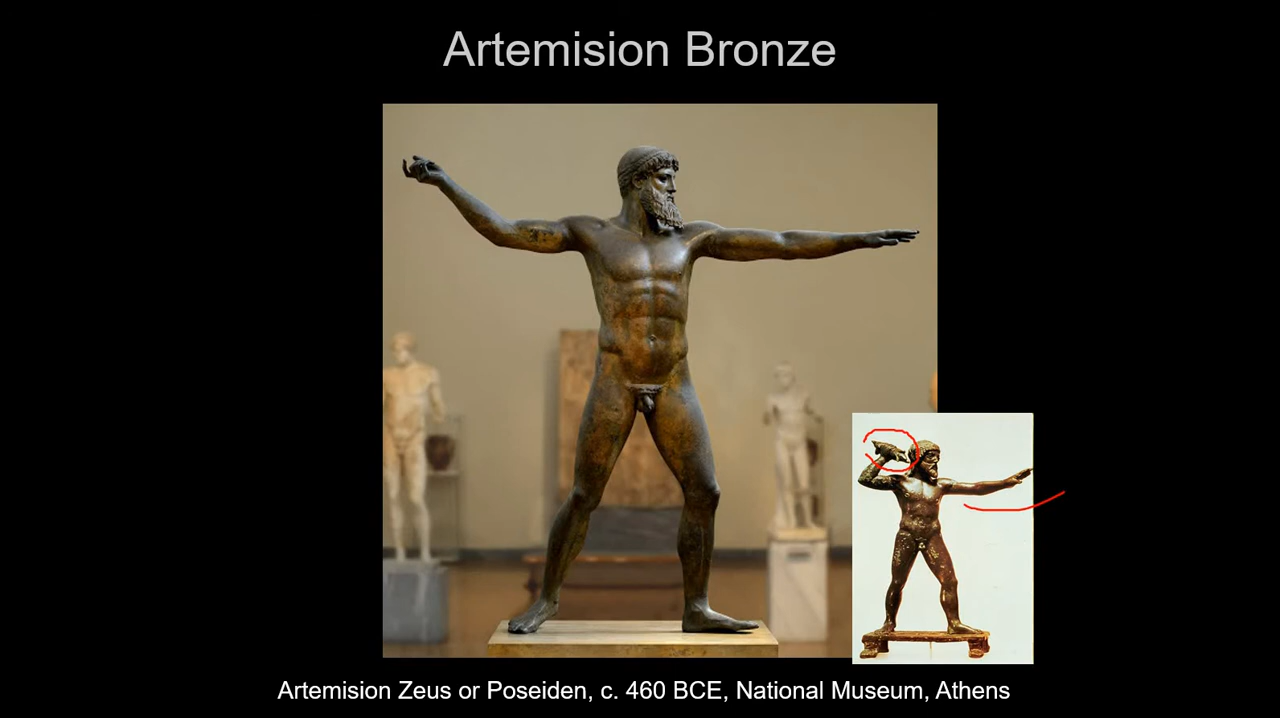 Artemision Bronze
Artemision Zeus or Poseiden, c. 460 BCE, National Museum, Athens